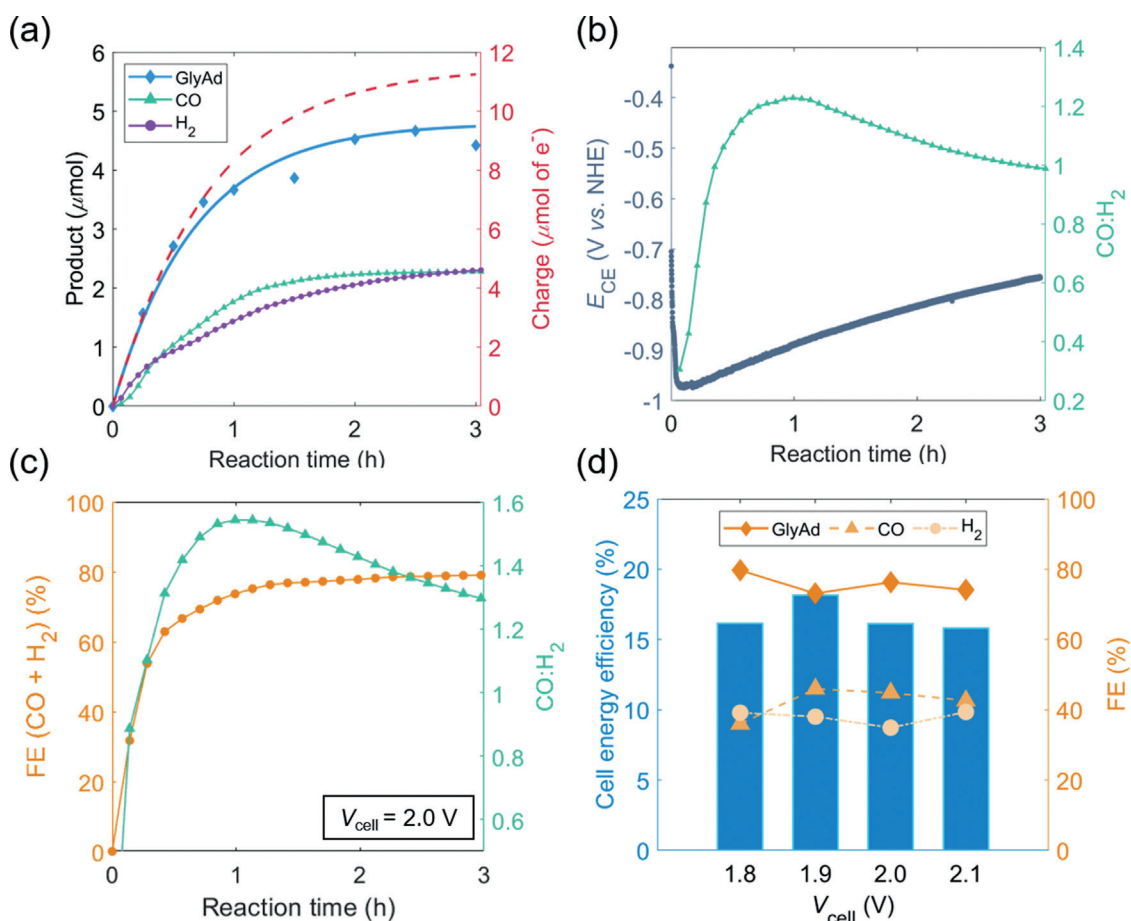 (a)
6
5
4
3
2
1
0
Product (μmol)
GlyAd
CO
H2
12
10
8
6
4
2
0
Charge (μmol of e-)
0 1 2 3
Reaction time (h)
(b)
-0.4
-0.5
-0.6
-0.7
-0.8
-0.9
-1
ECE (V vs. NHE)
1.4
1.2
1
0.8
0.6
0.4
0.2
CO:H2
0 1 2 3
Reaction time (h)
(c)
100
80
60
40
20
0
FE (CO + H2) (%)
1.6
1.4
1.2
1
0.8
0.6
CO:H2
Vcell = 2.0 V
0 1 2 3
Reaction time (h)
(d)
25
20
15
10
5
0
Cell energy efficiency (%)
GlyAd CO H2
100
80
60
40
20
0
FE (%)
1.8 1.9 2.0 2.1
Vcell (V)